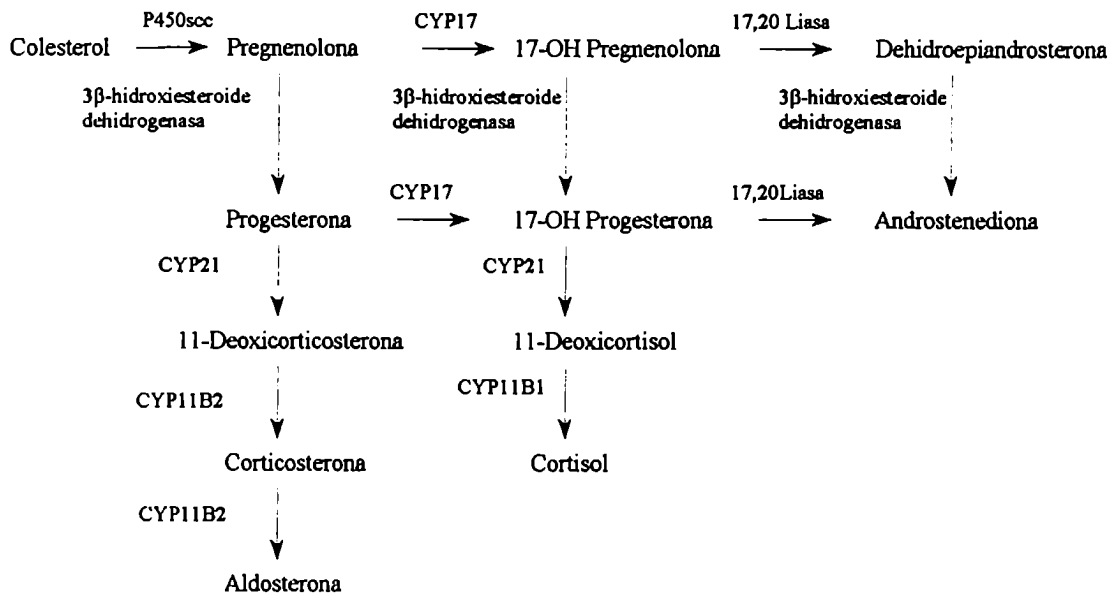 P450scc CYP17 17,20 Liasa
Colesterol Pregnenolona 17-OH Pregnenolona Dehidroepiandrosterona
3β-hidroxiesteroide 3β-hidroxiesteroide 3β-hidroxiesteroide
dehidrogenasa dehidrogenasa dehidrogenasa
CYP17 17,20Liasa
Progesterona 17-OH Progesterona Androstenediona
CYP21 CYP21
11-Deoxicorticosterona 11-Deoxicortisol
CYP11B2 CYP11B1
Corticosterona Cortisol
CYP11B2
Aldosterona